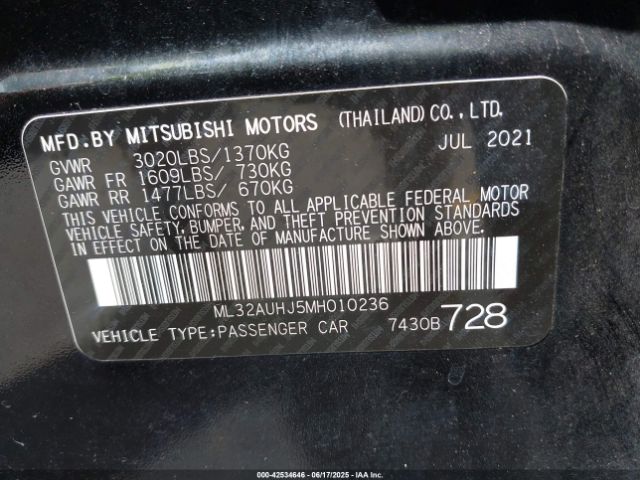 MFD.BY MITSUBISHI MOTORS (THAILAND)CO.,LTD.
GVWR 3020LBS/1370KG JUL 2021
GAWR FR 1609LBS/ 730KG
GAWR RR 1477LBS/ 670KG
THIS VEHICLE CONFORMS TO ALL APPLICABLE FEDERAL MOTOR
VEHICLE SAFETY, BUMPER, AND THEFT PREVENTION STANDARDS
IN EFFECT ON THE DATE OF MANUFACTURE SHOWN ABOVE.
ML32AUHJ5MH010236
VEHICLE TYPE:PASSENGER CAR 7430B 728
000-42534646 - 06/17/2025 - IAA Inc.